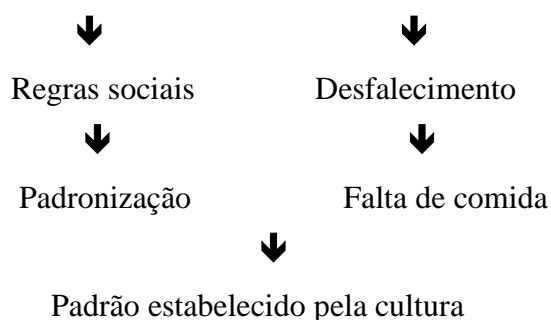 Regras sociais Desfalecimento
Padronização Falta de comida
Padrão estabelecido pela cultura